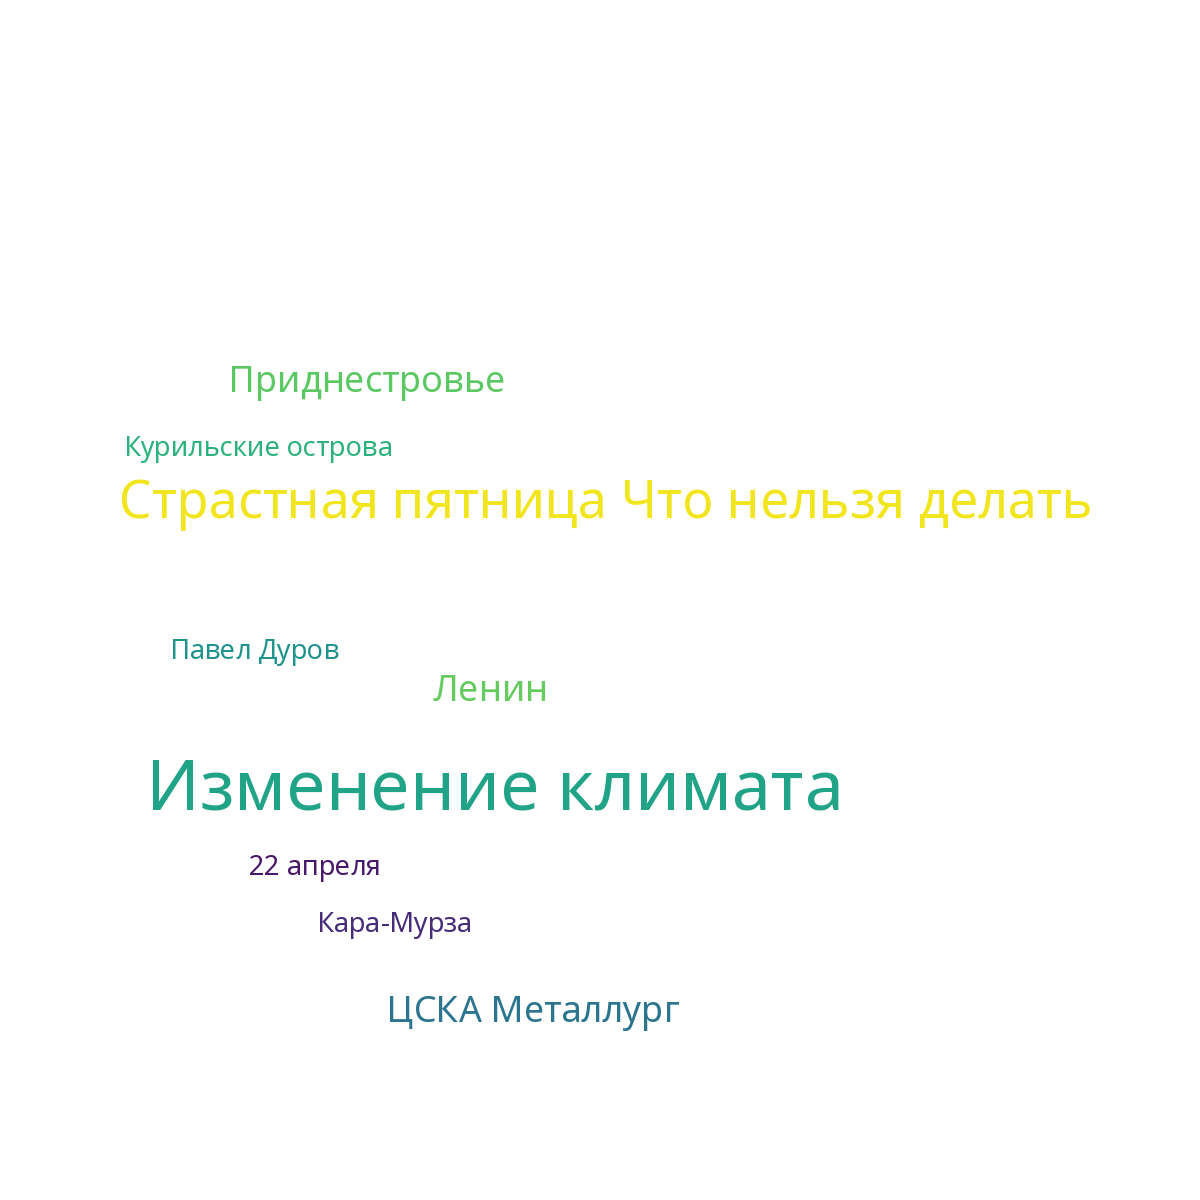 Приднестровье
Курильские острова
Страстная пятница Что нельзя делать
Павел Дуров
Ленин
Изменение климата
22 апреля
Кара-Мурза
ЦСКА Металлург